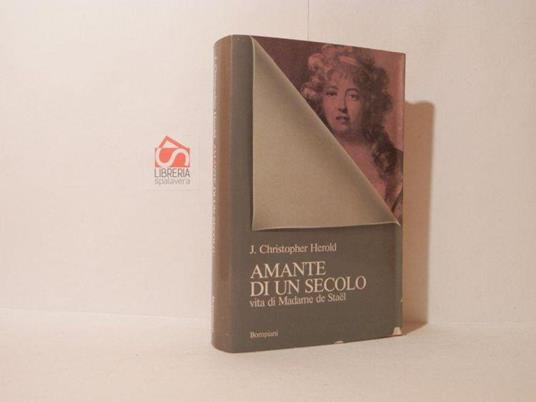 LIBRERIA
spalavera
J. Christopher Herold
AMANTE
DI UN SECOLO
vita di Madame de Staël
Bompiani